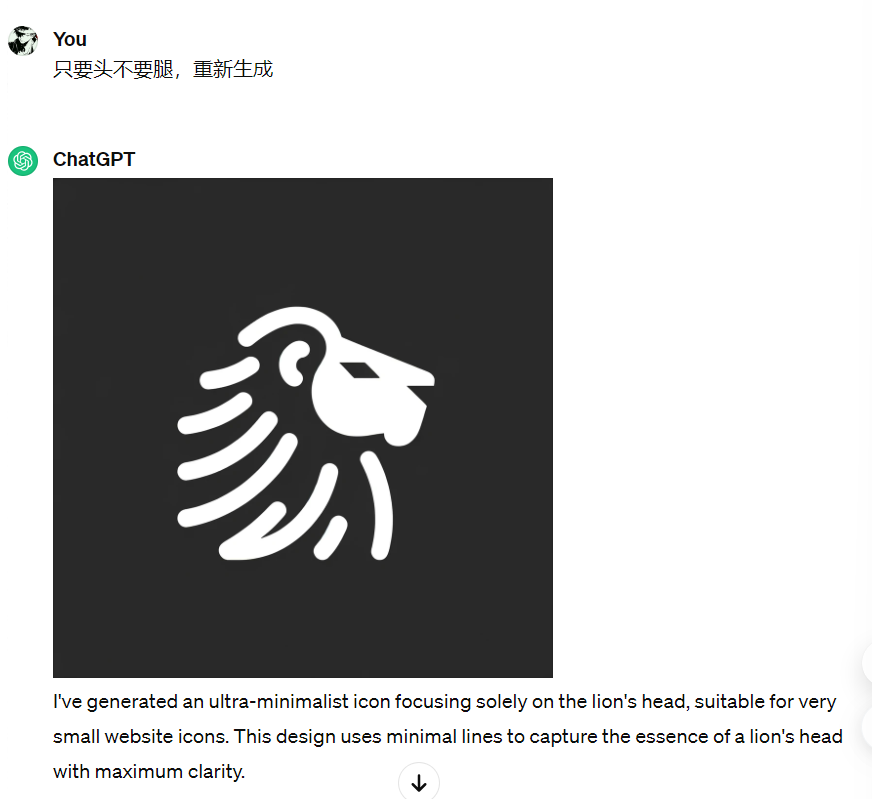 You
只要头不要腿，重新生成
ChatGPT
I've generated an ultra-minimalist icon focusing solely on the lion's head, suitable for very
small website icons. This design uses minimal lines to capture the essence of a lion's head
with maximum clarity.